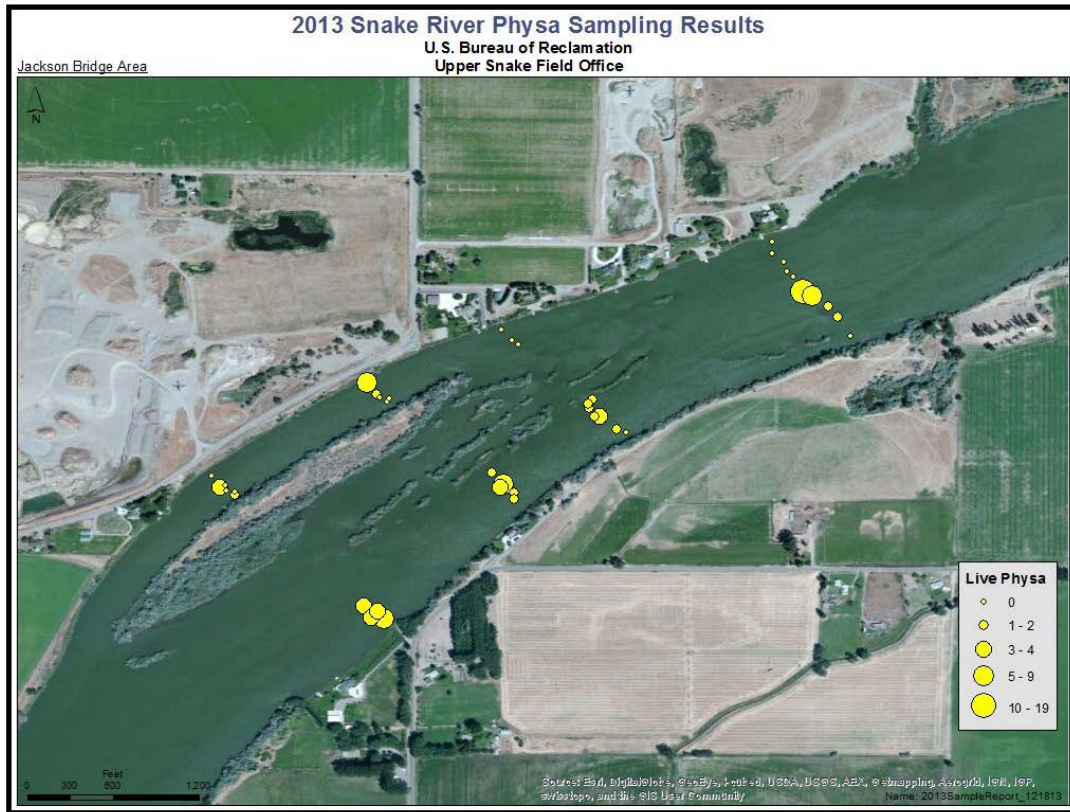 2013 Snake River Physa Sampling Results
U.S. Bureau of Reclamation
Upper Snake Field Office
Jackson Bridge Area
N
Live Physa
0
1 - 2
3 - 4
5 - 9
10 - 19
Feet
0 300 600 1,200
Source: Esri, DigitalGlobe, GeoEye, i-cubed, USDA, USGS, AEX, Getmapping, Aerogrid, IGN, IGP,
swisstopo, and the GIS User Community
Name: 2013SampleReport_121813